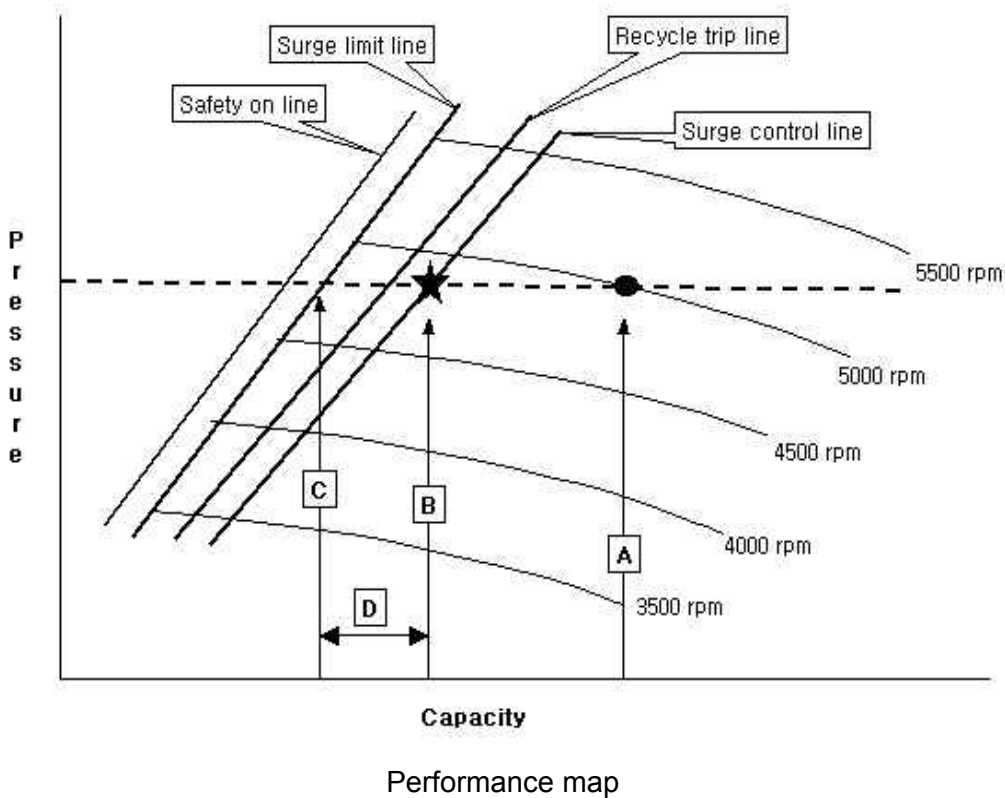 Surge limit line
Recycle trip line
Safety on line
Surge control line
Pressure
5500 rpm
5000 rpm
4500 rpm
C
B
4000 rpm
A
3500 rpm
D
Capacity
Performance map